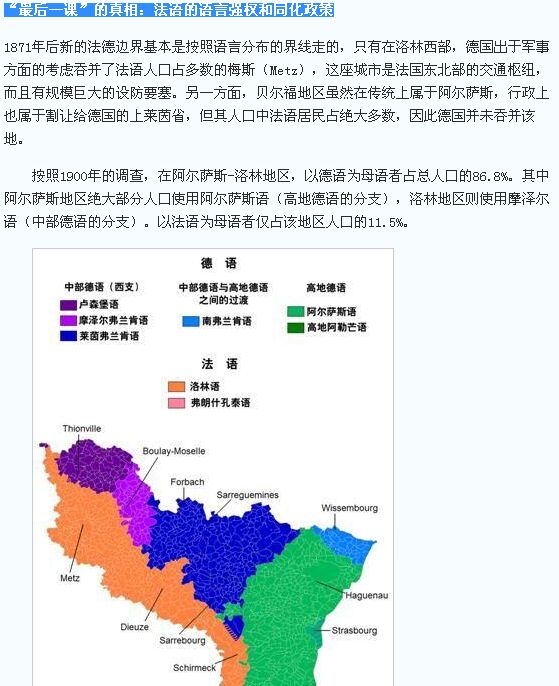 “最后一课”的真相：法语的语言强权和同化政策
1871年后新的法德边界基本是按照语言分布的界线走的，只有在洛林西部，德国出于军事
方面的考虑吞并了法语人口占多数的梅斯（Metz），这座城市是法国东北部的交通枢纽，
而且有规模巨大的设防要塞。另一方面，贝尔福地区虽然在传统上属于阿尔萨斯，行政上
也属于割让给德国的上莱茵省，但其人口中法语居民占绝大多数，因此德国并未吞并该
地。
按照1900年的调查，在阿尔萨斯-洛林地区，以德语为母语者占总人口的86.8%。其中
阿尔萨斯地区绝大部分人口使用阿尔萨斯语（高地德语的分支），洛林地区则使用摩泽尔
语（中部德语的分支）。以法语为母语者仅占该地区人口的11.5%。
德 语
中部德语（西支）
卢森堡语
摩泽尔弗兰肯语
莱茵弗兰肯语
中部德语与高地德语
之间的过渡
南弗兰肯语
高地德语
阿尔萨斯语
高地阿勒芒语
法 语
洛林语
弗朗什孔泰语
Thionville
Boulay-Moselle
Forbach
Sarreguemines
Wissembourg
Metz
Haguenau
Dieuze
Strasbourg
Sarrebourg
Schirmeck